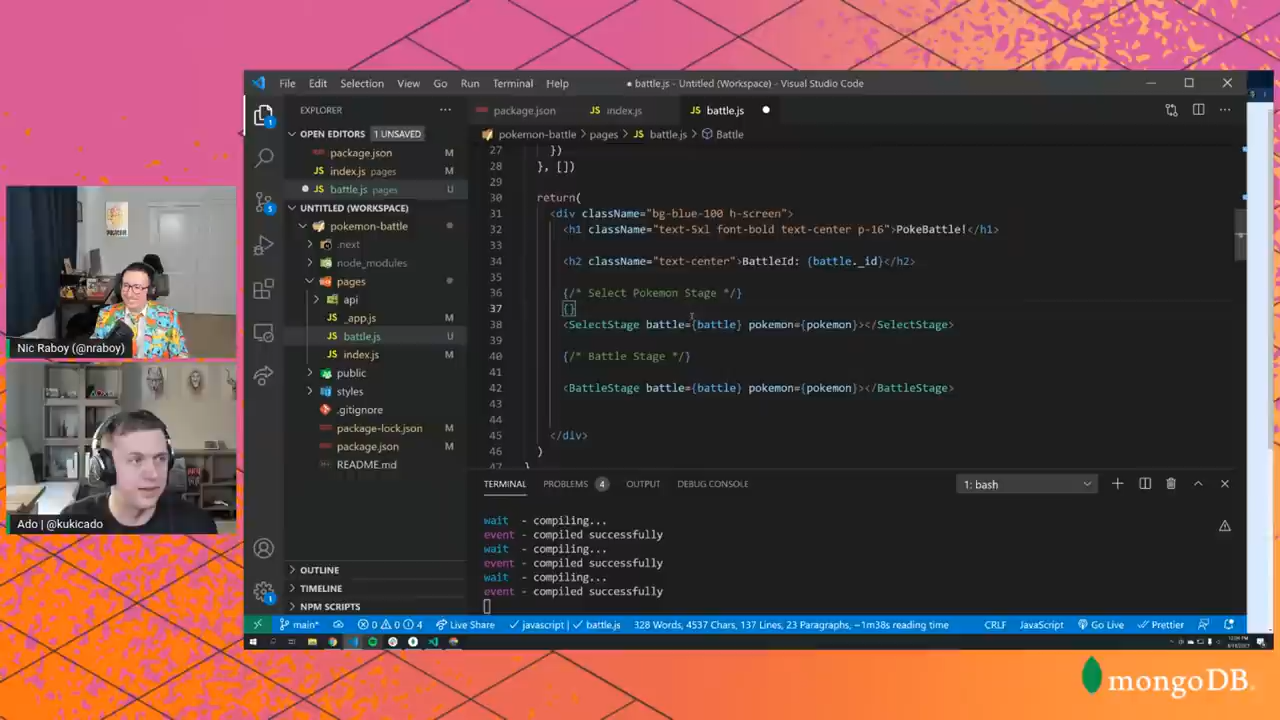 File Edit Selection View Go Run Terminal Help
● battle.js - Untitled (Workspace) - Visual Studio Code
EXPLORER
OPEN EDITORS 1 UNSAVED
package.json M
JS index.js pages M
JS battle.js pages U
UNTITLED (WORKSPACE)
pokemon-battle
.next
node_modules
pages
api
JS _app.js
JS battle.js U
JS index.js M
public
styles
.gitignore
package-lock.json M
package.json M
README.md
OUTLINE
TIMELINE
NPM SCRIPTS
package.json JS index.js JS battle.js
pokemon-battle > pages > JS battle.js > Battle
27 })
28 }, [])
29
30 return(
31 <div className="bg-blue-100 h-screen">
32 <h1 className="text-5xl font-bold text-center p-16">PokeBattle!</h1>
33
34 <h2 className="text-center">BattleId: {battle._id}</h2>
35
36 {/* Select Pokemon Stage */}
37 {}
38 <SelectStage battle={battle} pokemon={pokemon}></SelectStage>
39
40 {/* Battle Stage */}
41
42 <BattleStage battle={battle} pokemon={pokemon}></BattleStage>
43
44
45 </div>
46 )
47 }
TERMINAL PROBLEMS 4 OUTPUT DEBUG CONSOLE 1: bash
wait - compiling...
event - compiled successfully
wait - compiling...
event - compiled successfully
wait - compiling...
event - compiled successfully
main* 0 0 4 Live Share javascript battle.js 328 Words, 4537 Chars, 137 Lines, 23 Paragraphs, ~1m38s reading time CRLF JavaScript Go Live Prettier
Nic Raboy (@nraboy)
Ado | @kukicado
mongoDB.